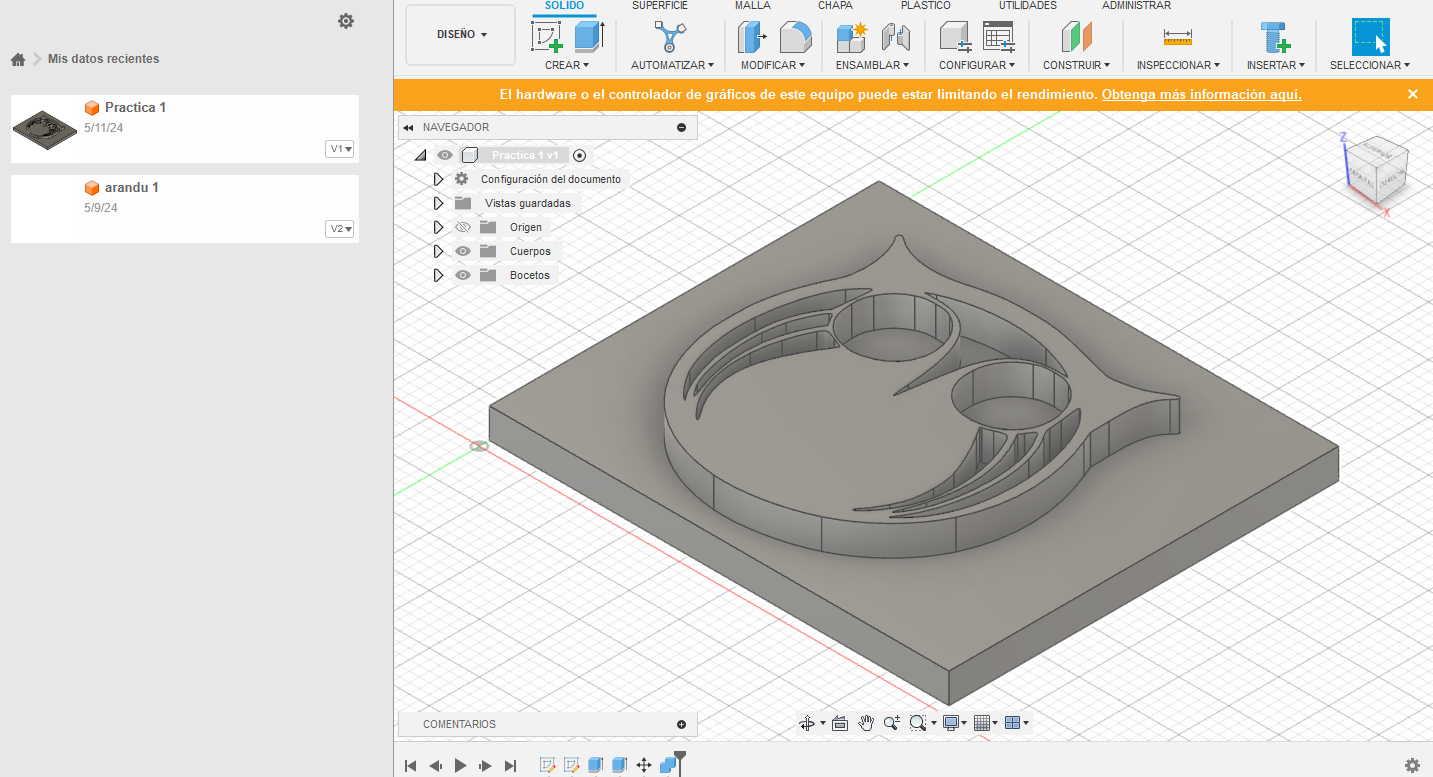 SOLIDO SUPERFICIE MALLA CHAPA PLÁSTICO UTILIDADES ADMINISTRAR
DISEÑO
CREAR AUTOMATIZAR MODIFICAR ENSAMBLAR CONFIGURAR CONSTRUIR INSPECCIONAR INSERTAR SELECCIONAR
Mis datos recientes
Practica 1
5/11/24
V1
arandu 1
5/9/24
V2
El hardware o el controlador de gráficos de este equipo puede estar limitando el rendimiento. Obtenga más información aquí.
NAVEGADOR
Practica 1 v1
Configuración del documento
Vistas guardadas
Origen
Cuerpos
Bocetos
Z
X
COMENTARIOS